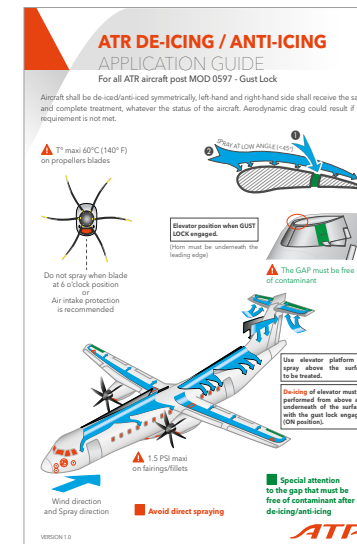 ATR DE-ICING / ANTI-ICING
APPLICATION GUIDE
For all ATR aircraft post MOD 0597 - Gust Lock
Aircraft shall be de-iced/anti-iced symmetrically, left-hand and right-hand side shall receive the
and complete treatment, whatever the status of the aircraft. Aerodynamic drag could result if
requirement is not met.
T° maxi 60°C (140° F)
on propellers blades
SPRAY AT LOW ANGLE (<45°)
1
2
Elevator position when GUST
LOCK engaged.
(Horn must be underneath the
leading edge)
Do not spray when blade
at 6 o'clock position
or
Air intake protection
is recommended
The GAP must be free
of contaminant
Use elevator platform
spray above the
to be treated.
De-icing of elevator must
performed from above
underneath of the
with the gust lock
(ON position).
1.5 PSI maxi
on fairings/fillets
Wind direction
and Spray direction
Avoid direct spraying
Special attention
to the gap that must be
free of contaminant after
de-icing/anti-icing
VERSION 1.0